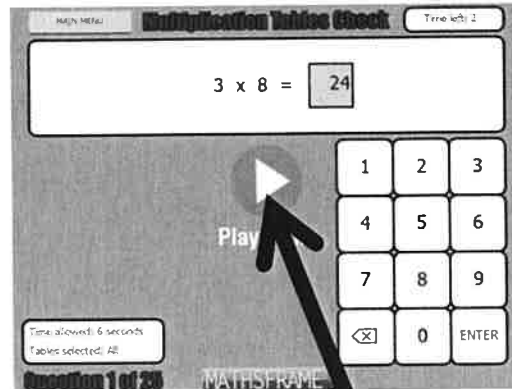 MAIN MENU
Multiplication Tables Check
Time left: 2
3 x 8 = 24
1 2 3
Play
4 5 6
7 8 9
0 ENTER
Time allowed: 6 seconds
Tables selected: All
Question 1 of 25
MATHSFRAME